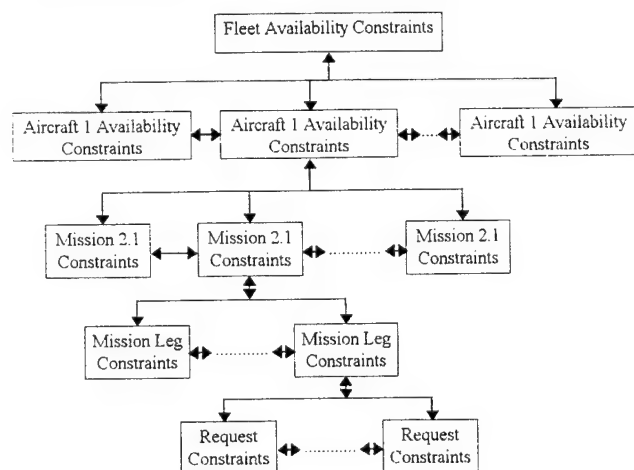 Fleet Availability Constraints
Aircraft 1 Availability
Constraints
Aircraft 1 Availability
Constraints
Aircraft 1 Availability
Constraints
Mission 2.1
Constraints
Mission 2.1
Constraints
Mission 2.1
Constraints
Mission Leg
Constraints
Mission Leg
Constraints
Request
Constraints
Request
Constraints